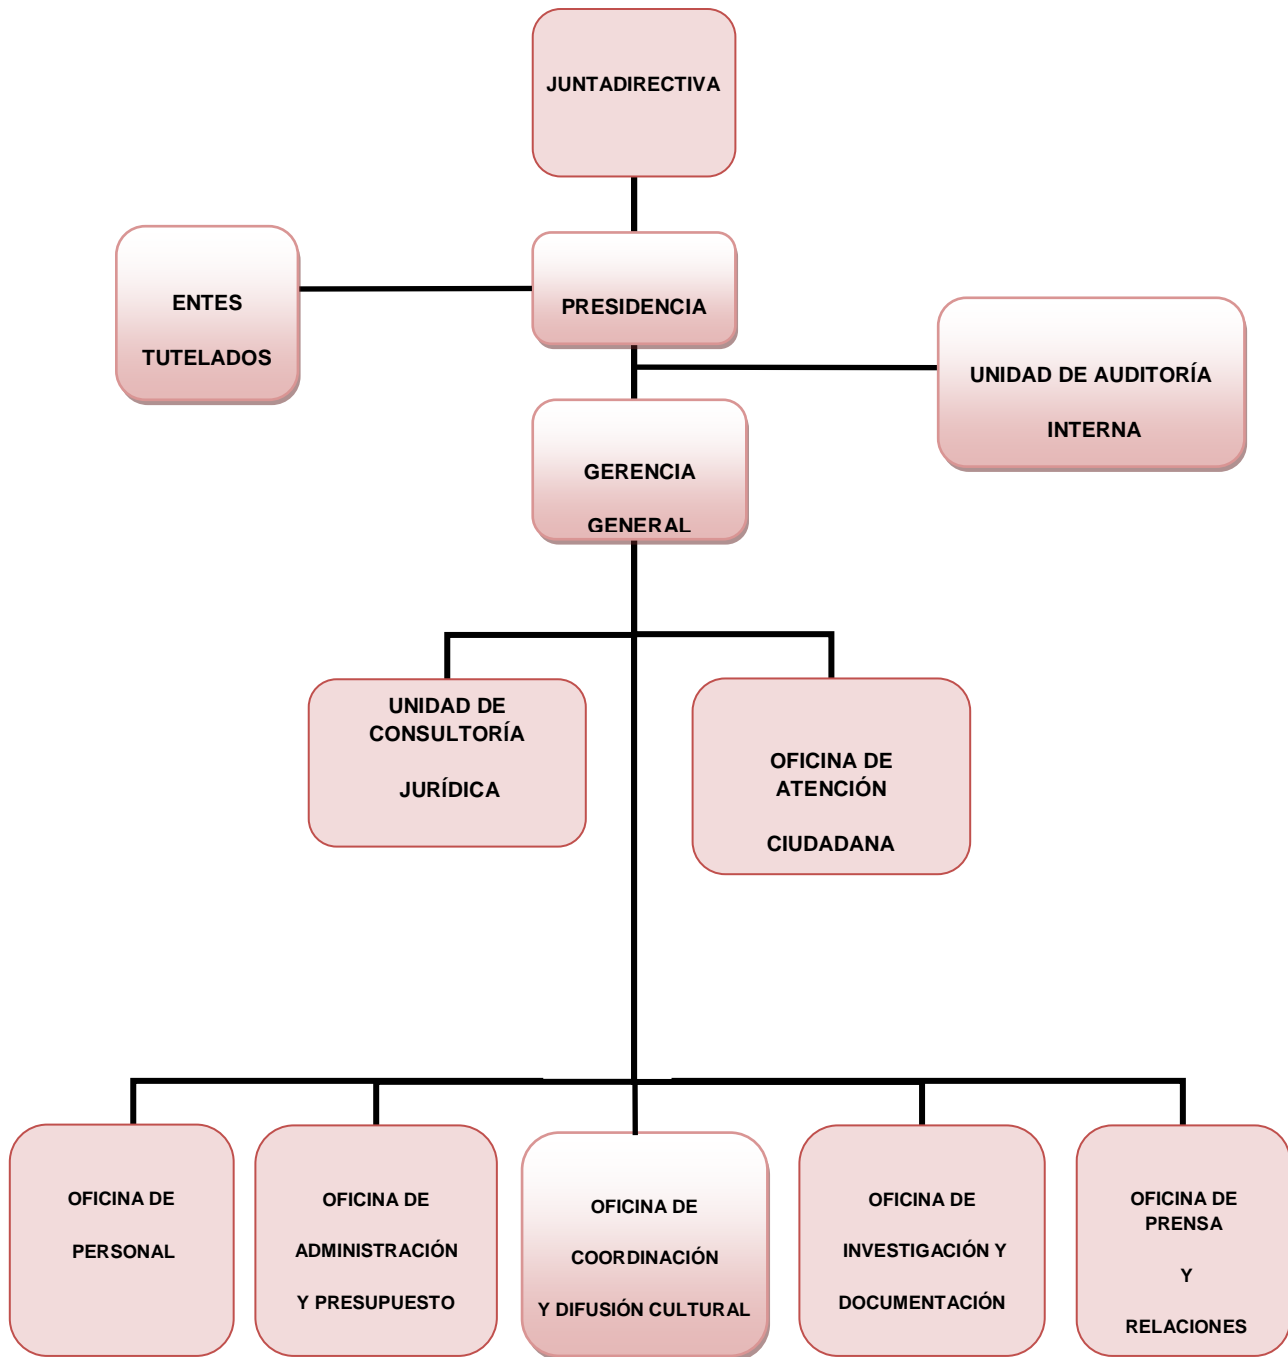 JUNTADIRECTIVA
ENTES
TUTELADOS
PRESIDENCIA
UNIDAD DE AUDITORÍA
INTERNA
GERENCIA
GENERAL
UNIDAD DE
CONSULTORÍA
JURÍDICA
OFICINA DE
ATENCIÓN
CIUDADANA
OFICINA DE
PERSONAL
OFICINA DE
ADMINISTRACIÓN
Y PRESUPUESTO
OFICINA DE
COORDINACIÓN
Y DIFUSIÓN CULTURAL
OFICINA DE
INVESTIGACIÓN Y
DOCUMENTACIÓN
OFICINA DE
PRENSA
Y
RELACIONES